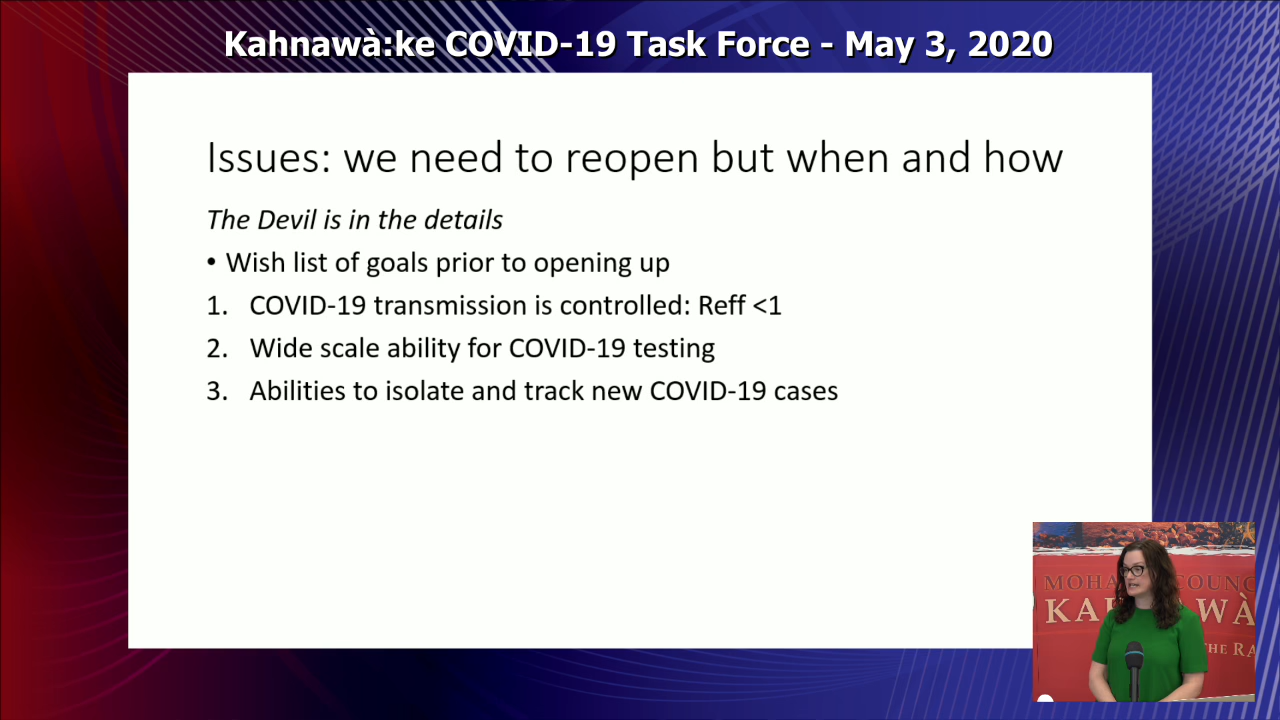 Kahnawà:ke COVID-19 Task Force - May 3, 2020
Issues: we need to reopen but when and how
The Devil is in the details
• Wish list of goals prior to opening up
1. COVID-19 transmission is controlled: Reff <1
2. Wide scale ability for COVID-19 testing
3. Abilities to isolate and track new COVID-19 cases